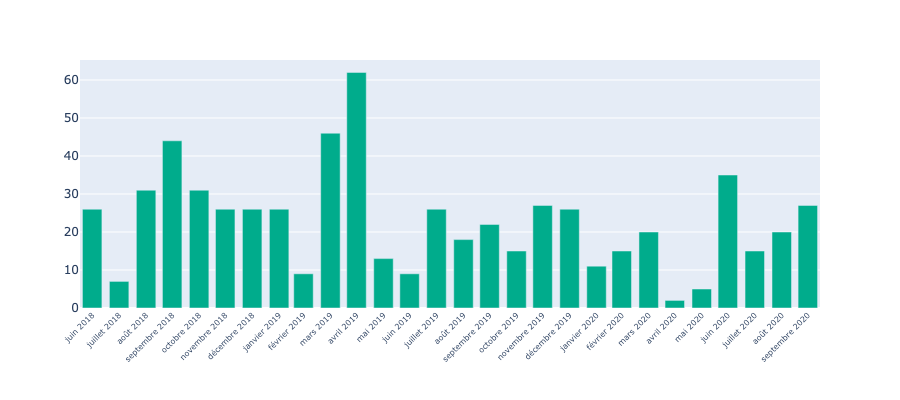 60
50
40
30
20
10
0
juin 2018
juillet 2018
août 2018
septembre 2018
octobre 2018
novembre 2018
décembre 2018
janvier 2019
février 2019
mars 2019
avril 2019
mai 2019
juin 2019
juillet 2019
août 2019
septembre 2019
octobre 2019
novembre 2019
décembre 2019
janvier 2020
février 2020
mars 2020
avril 2020
mai 2020
juin 2020
juillet 2020
août 2020
septembre 2020